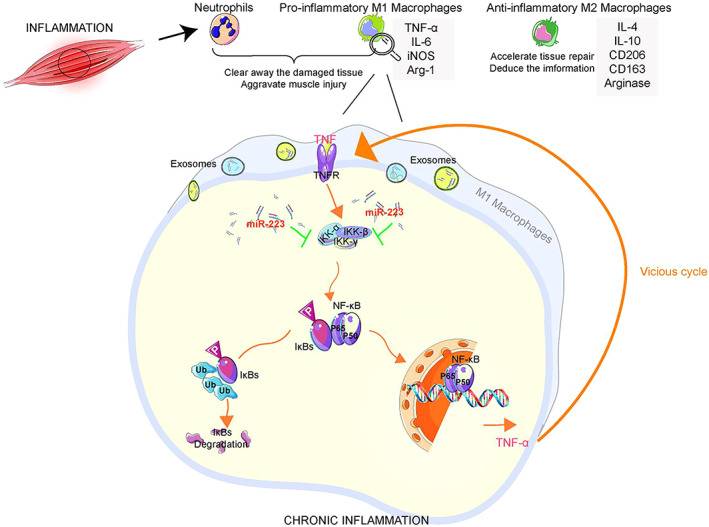 INFLAMMATION
Neutrophils
Pro-inflammatory M1 Macrophages
TNF-α
IL-6
iNOS
Arg-1
Clear away the damaged tissue
Aggravate muscle injury
Anti-inflammatory M2 Macrophages
Accelerate tissue repair
Deduce the imformation
IL-4
IL-10
CD206
CD163
Arginase
TNF
TNFR
Exosomes
Exosomes
M1 Macrophages
miR-223
miR-223
IKK-α
IKK-β
IKK-γ
Vicious cycle
P
NF-κB
P65
P50
IκBs
P
Ub
Ub
Ub
IκBs
IκBs
Degradation
NF-κB
P65
P50
TNF-α
CHRONIC INFLAMMATION